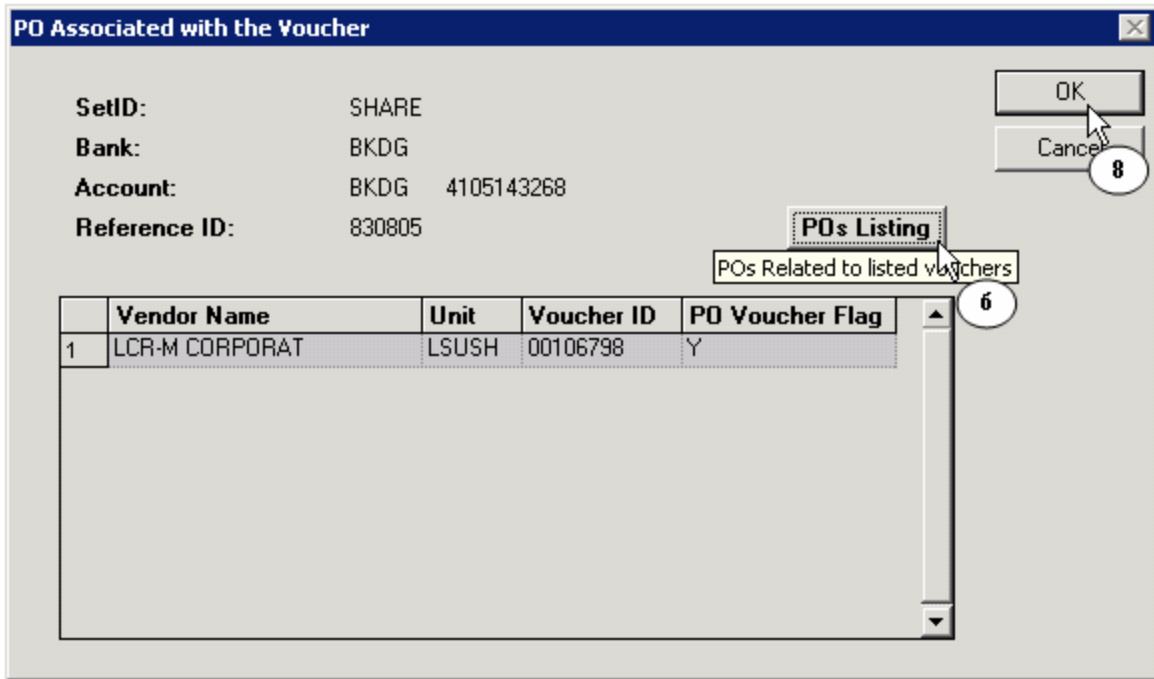 PO Associated with the Voucher
SetID: SHARE
OK
Bank: BKDG
Cancel
8
Account: BKDG 4105143268
Reference ID: 830805
POs Listing
POs Related to listed vouchers
6
Vendor Name Unit Voucher ID PO Voucher Flag
1 LCR-M CORPORAT LSUSH 00106798 Y